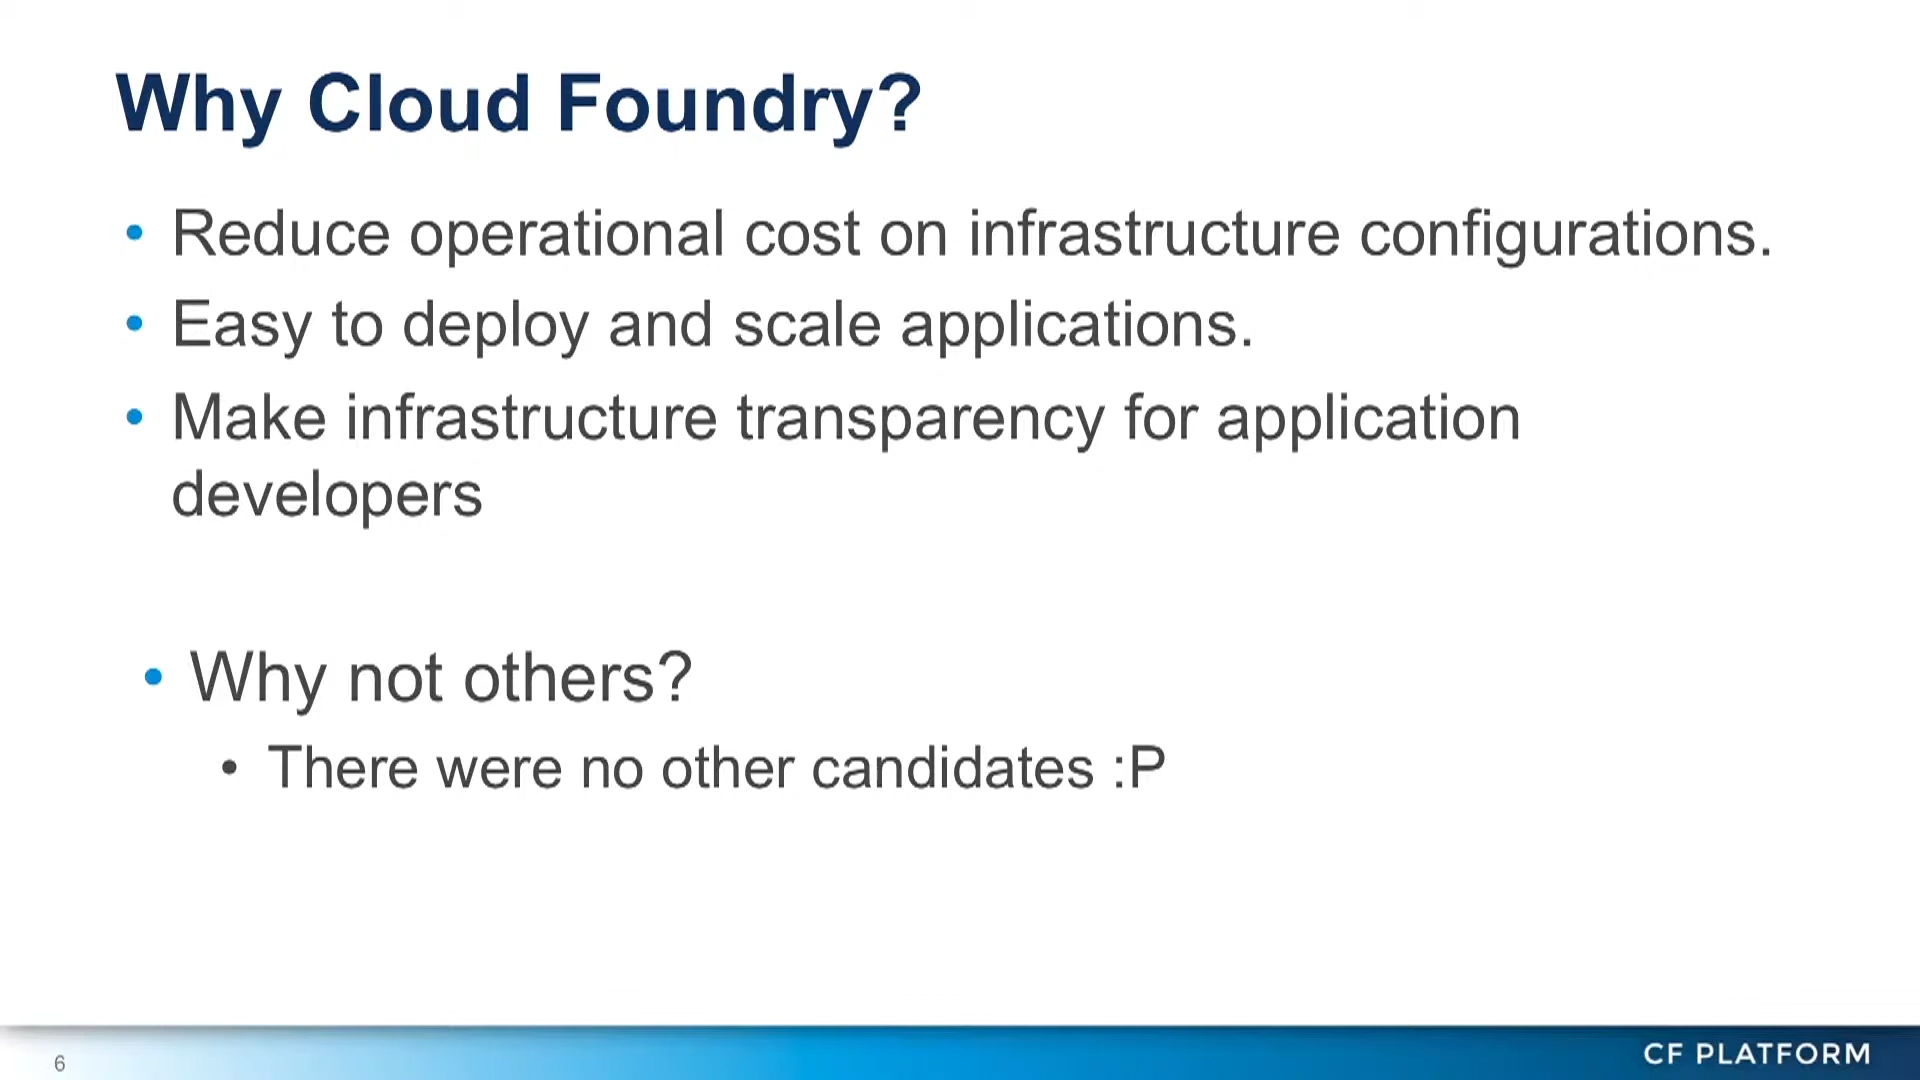 Why Cloud Foundry?
• Reduce operational cost on infrastructure configurations.
• Easy to deploy and scale applications.
• Make infrastructure transparency for application
developers
• Why not others?
• There were no other candidates :P
6
CF PLATFORM